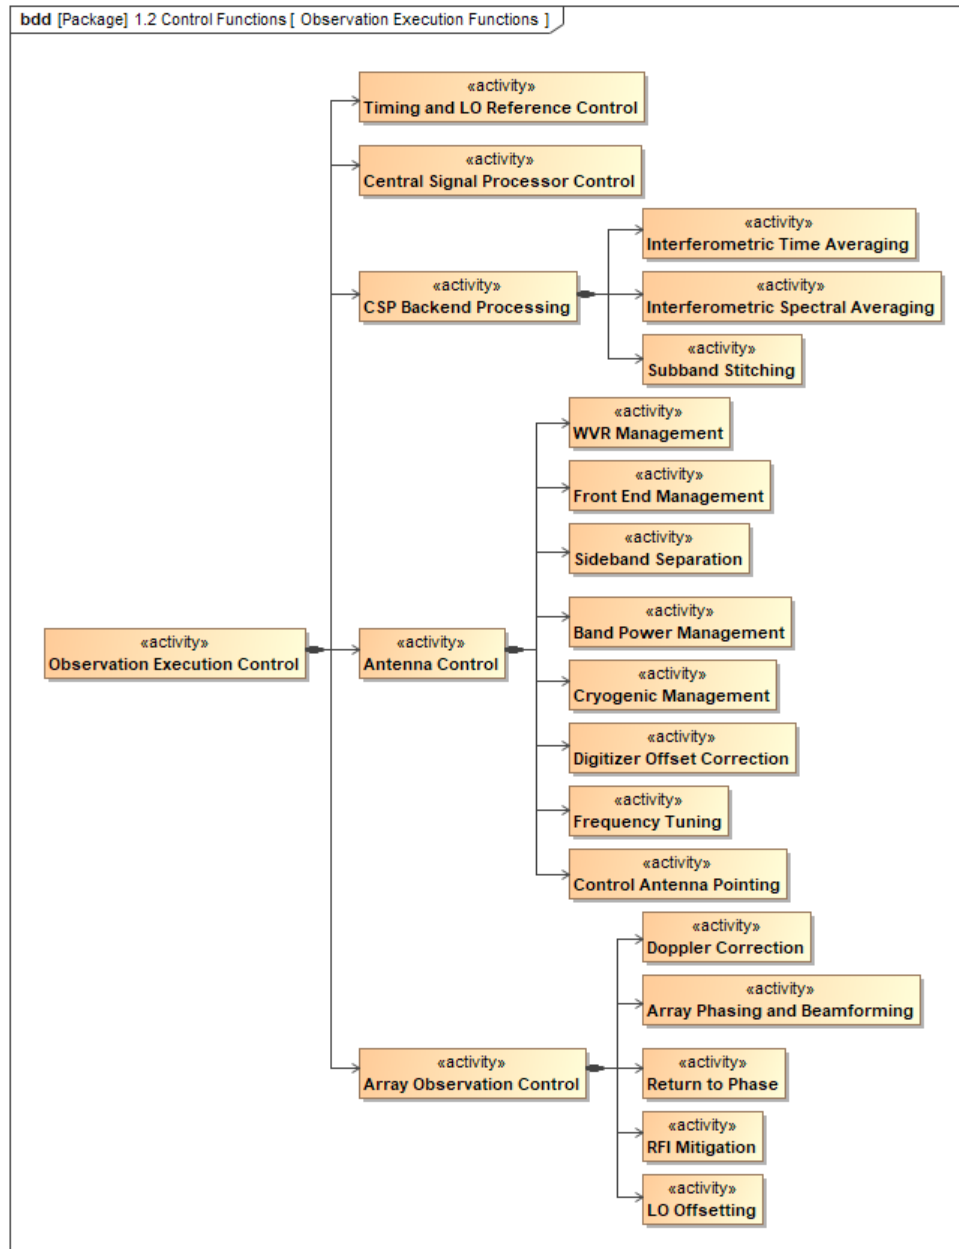 bdd [Package] 1.2 Control Functions [ Observation Execution Functions ]
«activity»
Timing and LO Reference Control
«activity»
Central Signal Processor Control
«activity»
Interferometric Time Averaging
«activity»
CSP Backend Processing
«activity»
Interferometric Spectral Averaging
«activity»
Subband Stitching
«activity»
WVR Management
«activity»
Front End Management
«activity»
Sideband Separation
«activity»
Band Power Management
«activity»
Observation Execution Control
«activity»
Antenna Control
«activity»
Cryogenic Management
«activity»
Digitizer Offset Correction
«activity»
Frequency Tuning
«activity»
Control Antenna Pointing
«activity»
Doppler Correction
«activity»
Array Phasing and Beamforming
«activity»
Array Observation Control
«activity»
Return to Phase
«activity»
RFI Mitigation
«activity»
LO Offsetting